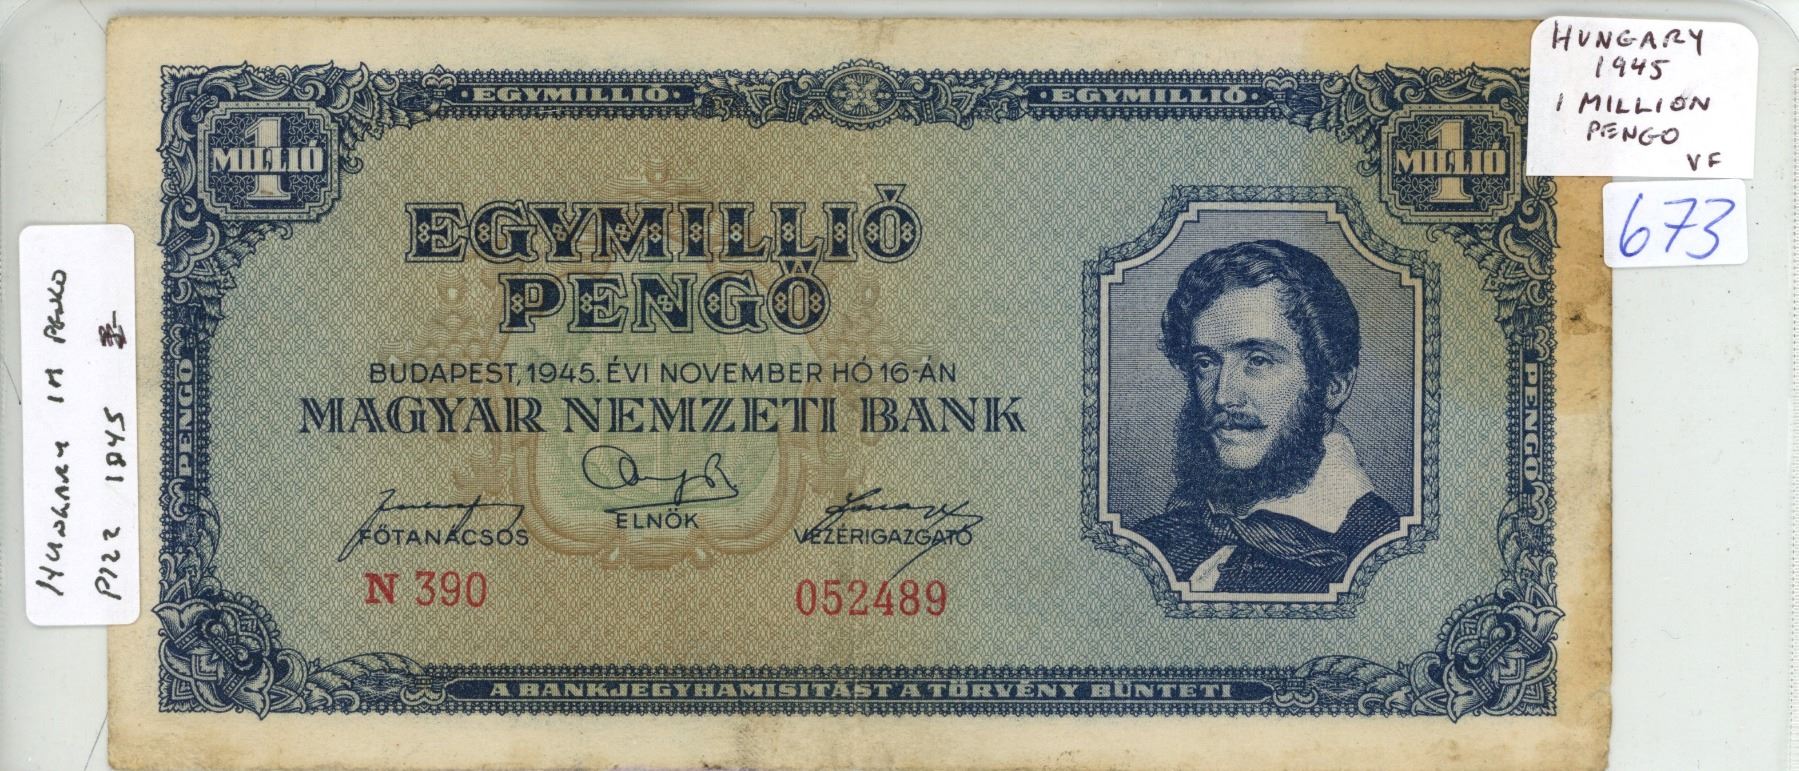 ·EGYMILLIÓ·
·EGYMILLIÓ·
1
MILLIÓ
1
MILLIÓ
HUNGARY
1945
1 MILLION
PENGO
VF
673
EGYMILLIÓ
PENGŐ
BUDAPEST, 1945. ÉVI NOVEMBER HÓ 16-ÁN
MAGYAR NEMZETI BANK
FŐTANÁCSOS
ELNÖK
VEZÉRIGAZGATÓ
N 390
052489
PENGŐ
PENGŐ
A BANKJEGYHAMISITÁST A TÖRVÉNY BÜNTETI
HUNGARY 1M PENKO
P122 1945